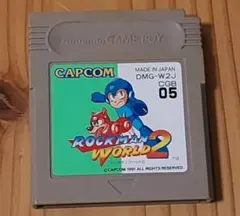 Nintendo GAME BOY
CAPCOM
MADE IN JAPAN
DMG-W2J
CGB
05
ROCKMAN
WORLD 2
©CAPCOM 1991 ALL RIGHTS RESERVED